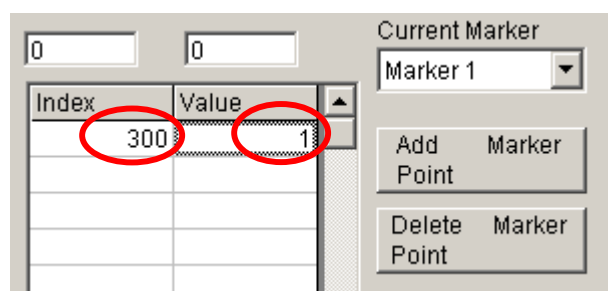 Current Marker
0 0
Marker 1
Index Value
300 1
Add Marker
Point
Delete Marker
Point